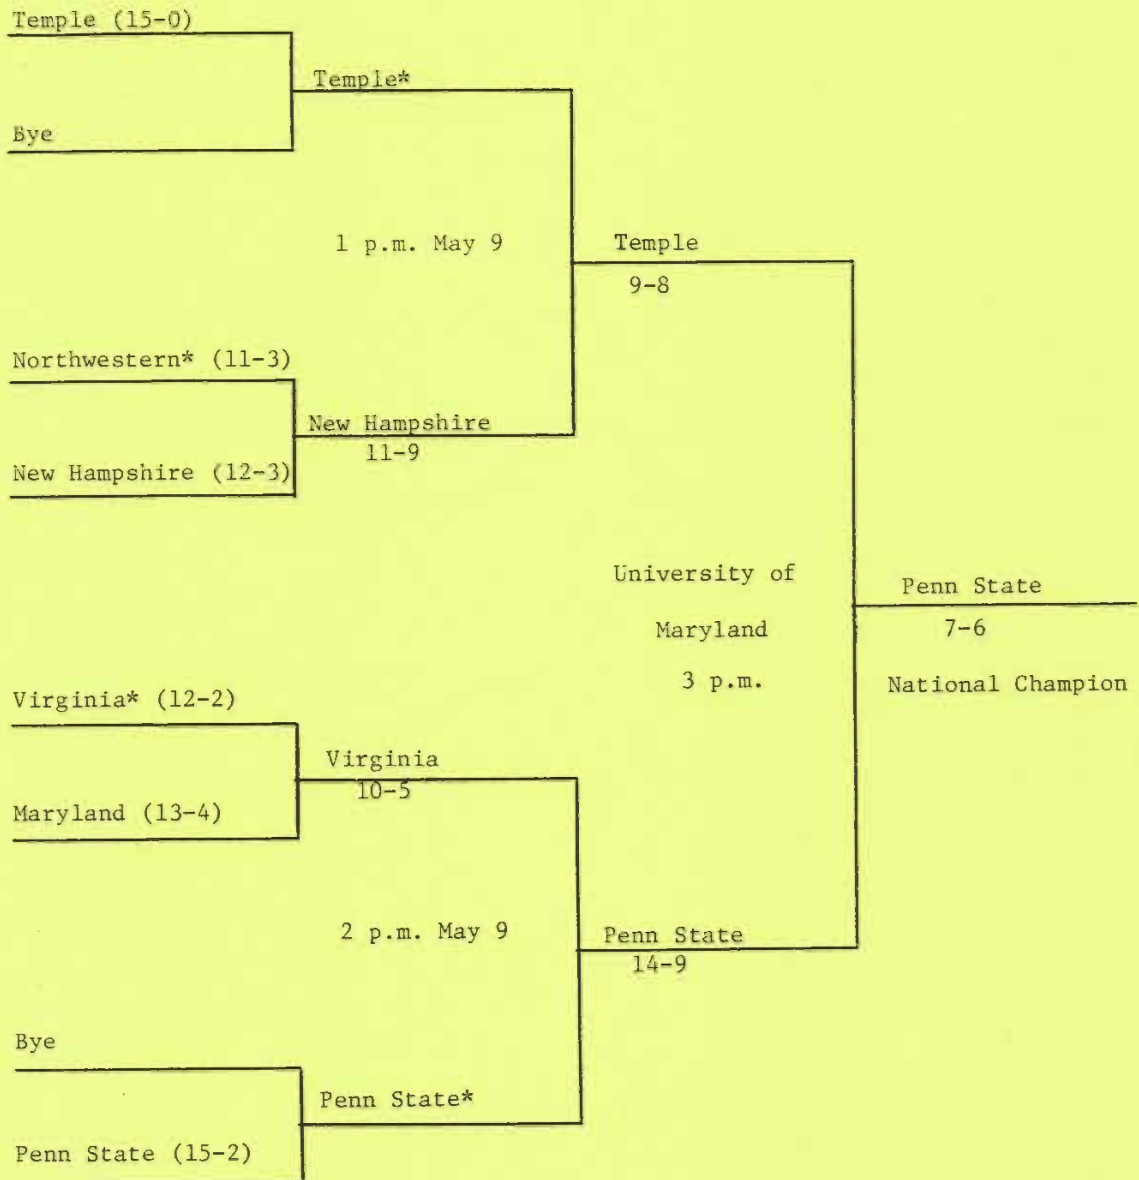 Temple (15-0)
Temple*
Bye
1 p.m. May 9
Temple
9-8
Northwestern* (11-3)
New Hampshire
11-9
New Hampshire (12-3)
University of
Maryland
3 p.m.
Penn State
7-6
National Champion
Virginia* (12-2)
Virginia
10-5
Maryland (13-4)
2 p.m. May 9
Penn State
14-9
Bye
Penn State*
Penn State (15-2)